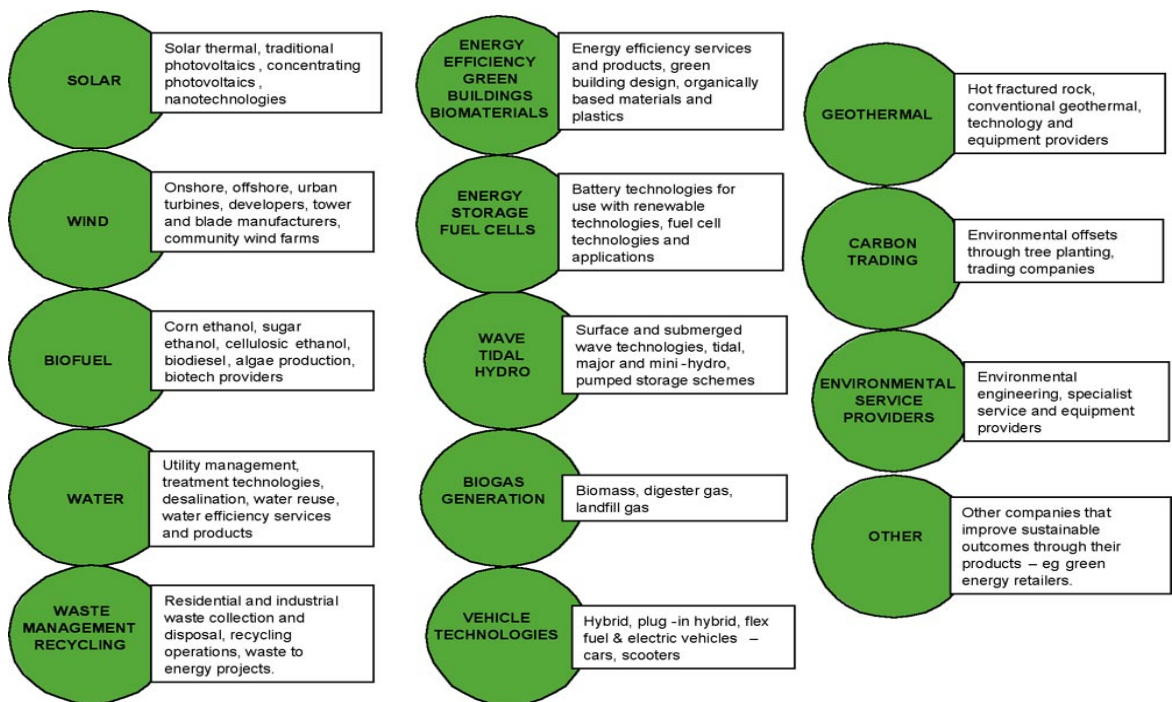 SOLAR
Solar thermal, traditional
photovoltaics , concentrating
photovoltaics ,
nanotechnologies
WIND
Onshore, offshore, urban
turbines, developers, tower
and blade manufacturers,
community wind farms
BIOFUEL
Corn ethanol, sugar
ethanol, cellulosic ethanol,
biodiesel, algae production,
biotech providers
WATER
Utility management,
treatment technologies,
desalination, water reuse,
water efficiency services
and products
WASTE
MANAGEMENT
RECYCLING
Residential and industrial
waste collection and
disposal, recycling
operations, waste to
energy projects.
ENERGY
EFFICIENCY
GREEN
BUILDINGS
BIOMATERIALS
Energy efficiency services
and products, green
building design, organically
based materials and
plastics
ENERGY
STORAGE
FUEL CELLS
Battery technologies for
use with renewable
technologies, fuel cell
technologies and
applications
WAVE
TIDAL
HYDRO
Surface and submerged
wave technologies, tidal,
major and mini -hydro,
pumped storage schemes
BIOGAS
GENERATION
Biomass, digester gas,
landfill gas
VEHICLE
TECHNOLOGIES
Hybrid, plug -in hybrid, flex
fuel & electric vehicles –
cars, scooters
GEOTHERMAL
Hot fractured rock,
conventional geothermal,
technology and
equipment providers
CARBON
TRADING
Environmental offsets
through tree planting,
trading companies
ENVIRONMENTAL
SERVICE
PROVIDERS
Environmental
engineering, specialist
service and equipment
providers
OTHER
Other companies that
improve sustainable
outcomes through their
products – eg green
energy retailers.